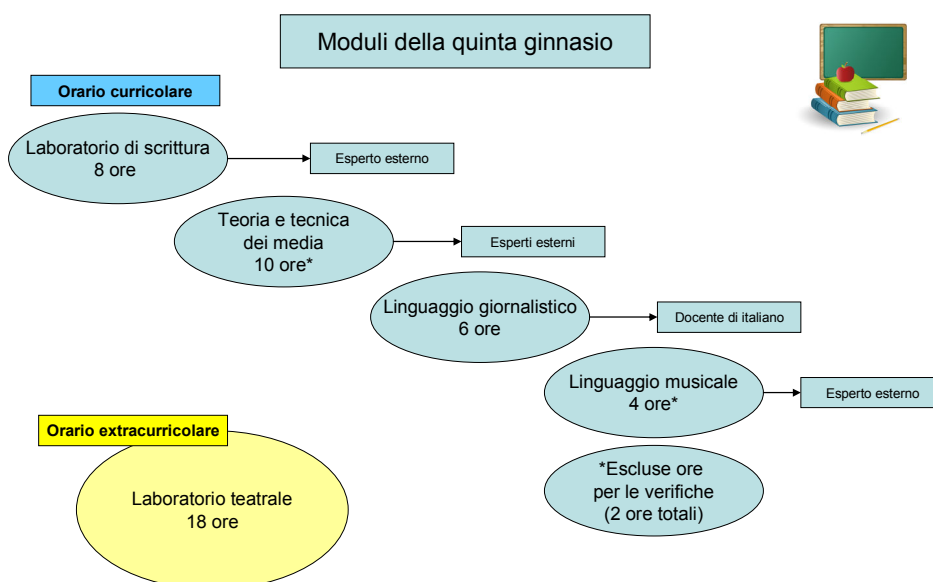 Moduli della quinta ginnasio
Orario curricolare
Laboratorio di scrittura
8 ore
Esperto esterno
Teoria e tecnica
dei media
10 ore*
Esperti esterni
Linguaggio giornalistico
6 ore
Docente di italiano
Linguaggio musicale
4 ore*
Esperto esterno
Orario extracurricolare
Laboratorio teatrale
18 ore
*Escluse ore
per le verifiche
(2 ore totali)